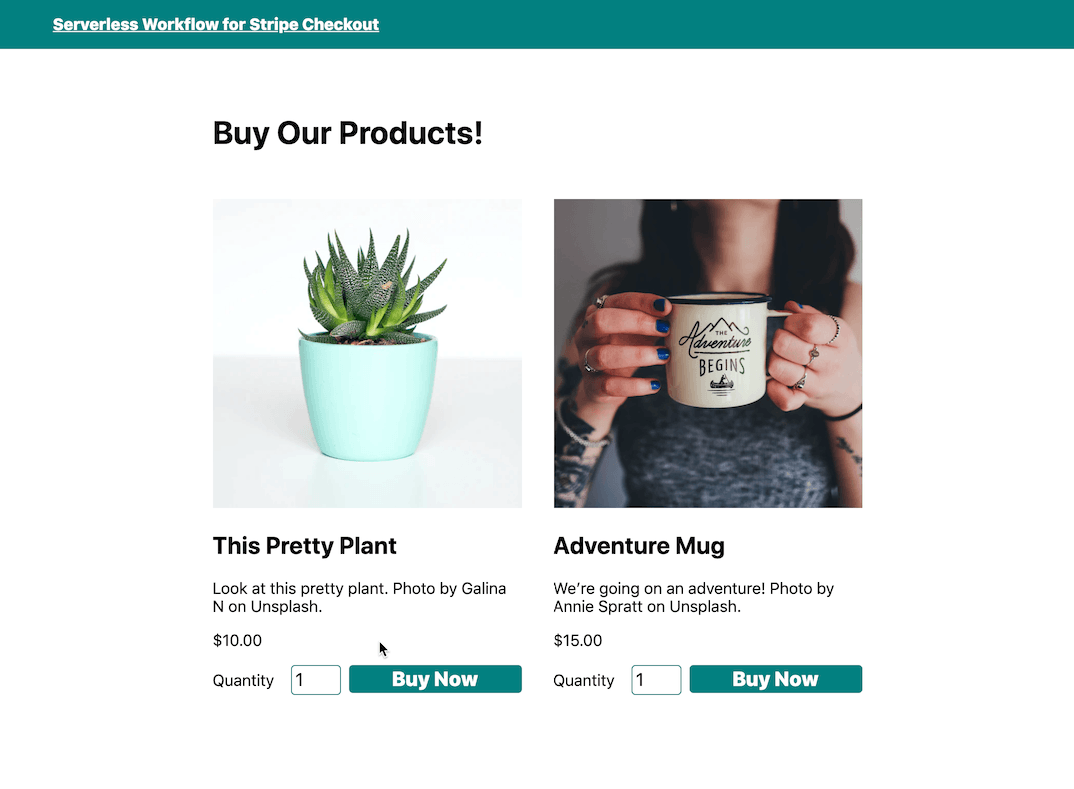 Serverless Workflow for Stripe Checkout
Buy Our Products!
THE
Adventure
BEGINS
This Pretty Plant
Look at this pretty plant. Photo by Galina
N on Unsplash.
$10.00
Quantity 1 Buy Now
Adventure Mug
We’re going on an adventure! Photo by
Annie Spratt on Unsplash.
$15.00
Quantity 1 Buy Now